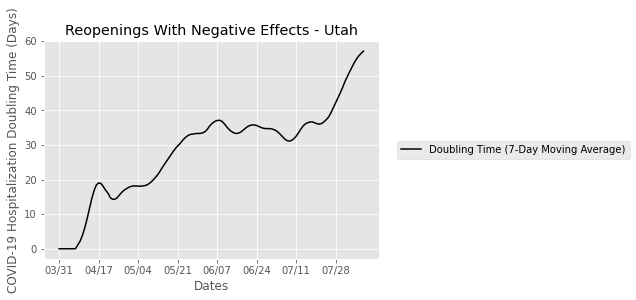 Reopenings With Negative Effects - Utah
COVID-19 Hospitalization Doubling Time (Days)
60
50
40
30
20
10
0
03/31 04/17 05/04 05/21 06/07 06/24 07/11 07/28
Dates
Doubling Time (7-Day Moving Average)